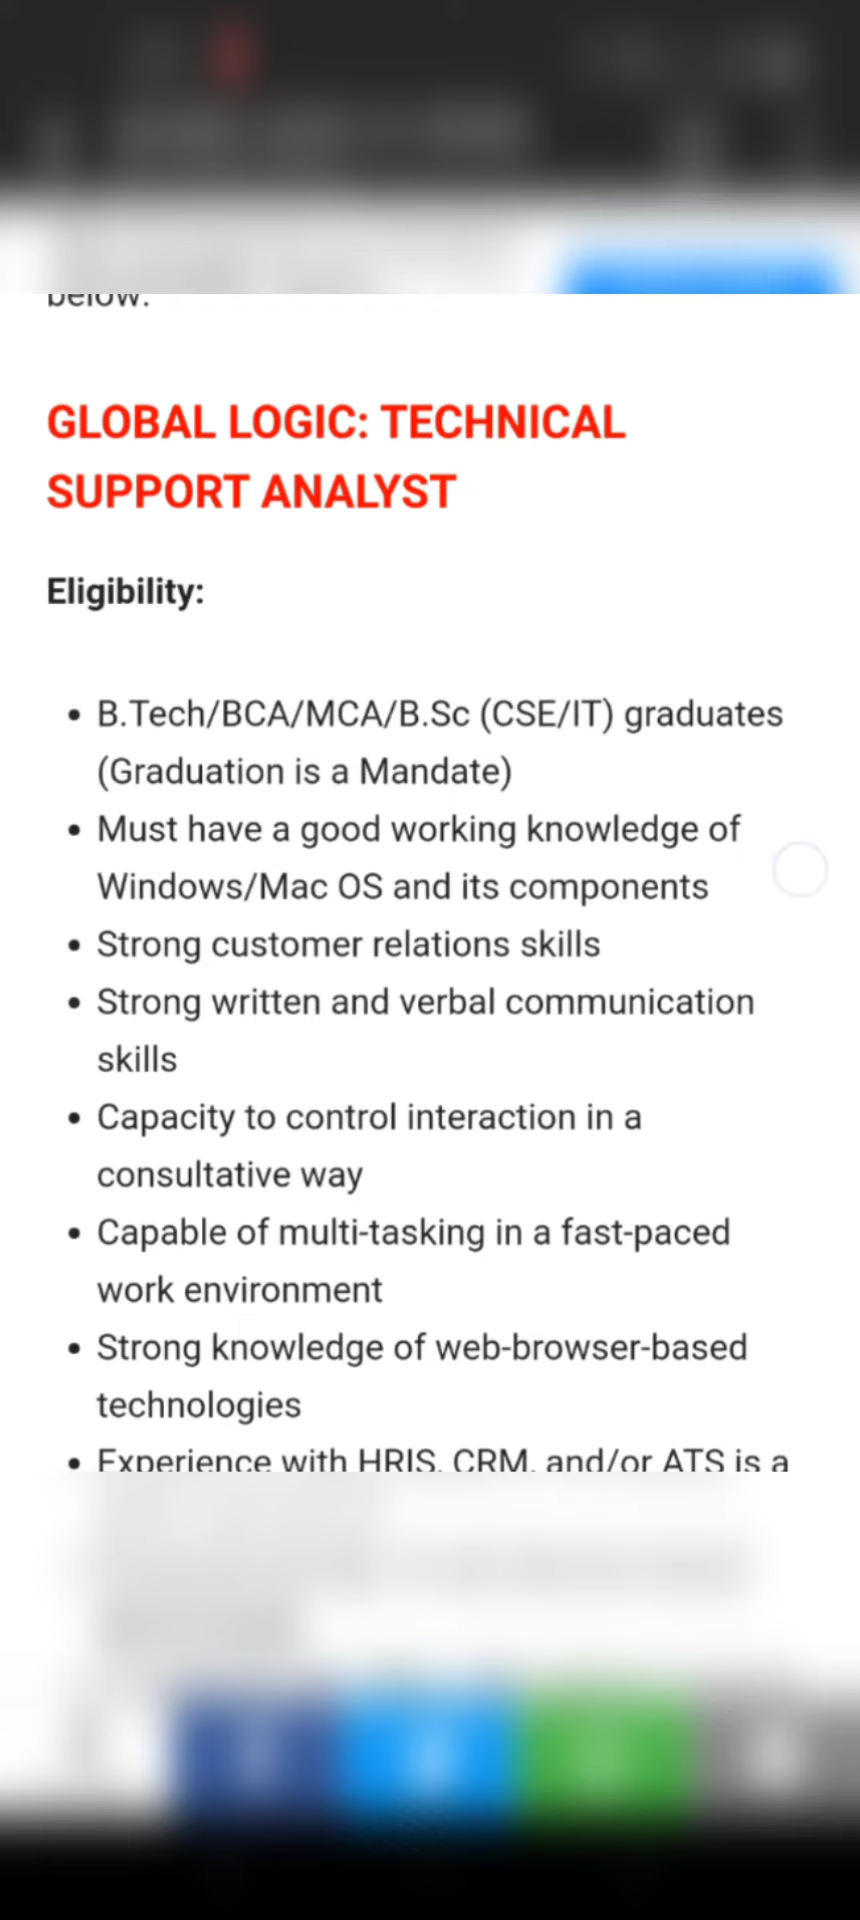 below:
GLOBAL LOGIC: TECHNICAL
SUPPORT ANALYST
Eligibility:
• B.Tech/BCA/MCA/B.Sc (CSE/IT) graduates
(Graduation is a Mandate)
• Must have a good working knowledge of
Windows/Mac OS and its components
• Strong customer relations skills
• Strong written and verbal communication
skills
• Capacity to control interaction in a
consultative way
• Capable of multi-tasking in a fast-paced
work environment
• Strong knowledge of web-browser-based
technologies
• Experience with HRIS, CRM, and/or ATS is a